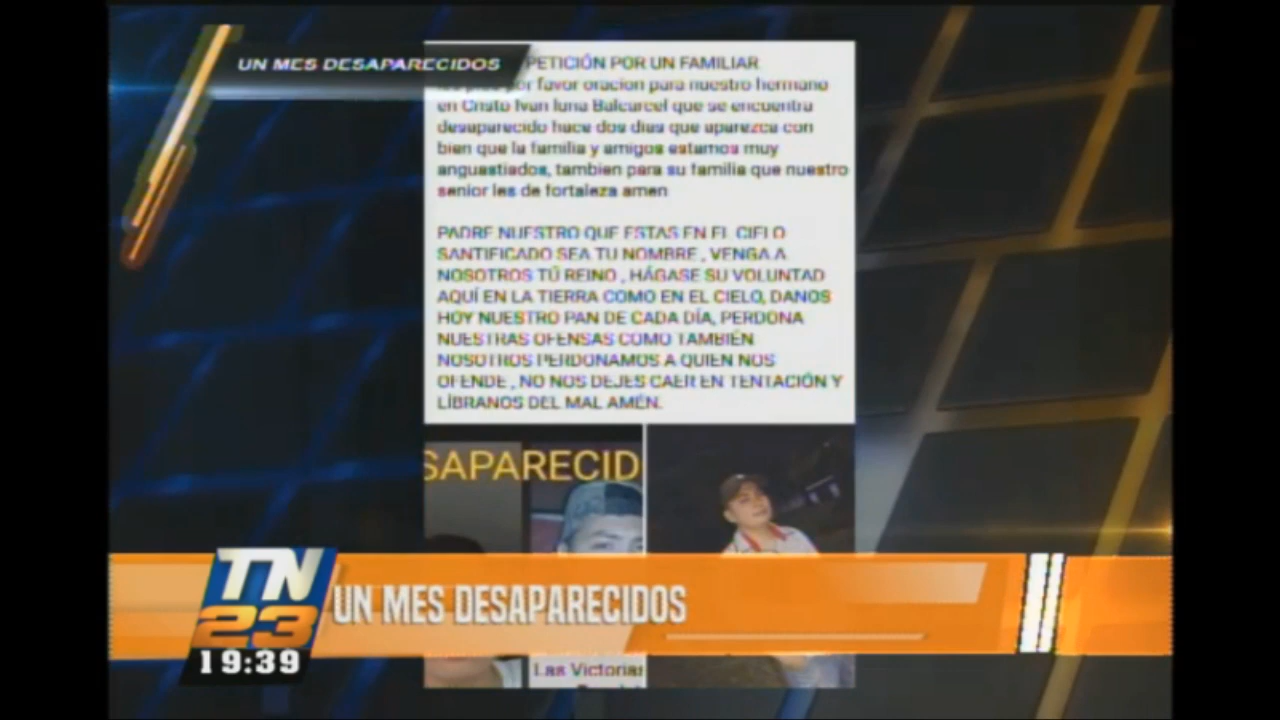 UN MES DESAPARECIDOS
PETICIÓN POR UN FAMILIAR
por favor oracion para nuestro hermano
en Cristo Ivan luna Balcarcel que se encuentra
desaparecido hace dos dias que aparezca con
bien que la familia y amigos estamos muy
anguastiados, tambien para su familia que nuestro
senior les de fortaleza amen
PADRE NUESTRO QUE ESTAS EN EL CIELO
SANTIFICADO SEA TU NOMBRE , VENGA A
NOSOTROS TÚ REINO , HÁGASE SU VOLUNTAD
AQUÍ EN LA TIERRA COMO EN EL CIELO, DANOS
HOY NUESTRO PAN DE CADA DÍA, PERDONA
NUESTRAS OFENSAS COMO TAMBIÉN
NOSOTROS PERDONAMOS A QUIEN NOS
OFENDE , NO NOS DEJES CAER EN TENTACIÓN Y
LÍBRANOS DEL MAL AMÉN.
SAPARECID
TN
23
UN MES DESAPARECIDOS
19:39
Las Victorias